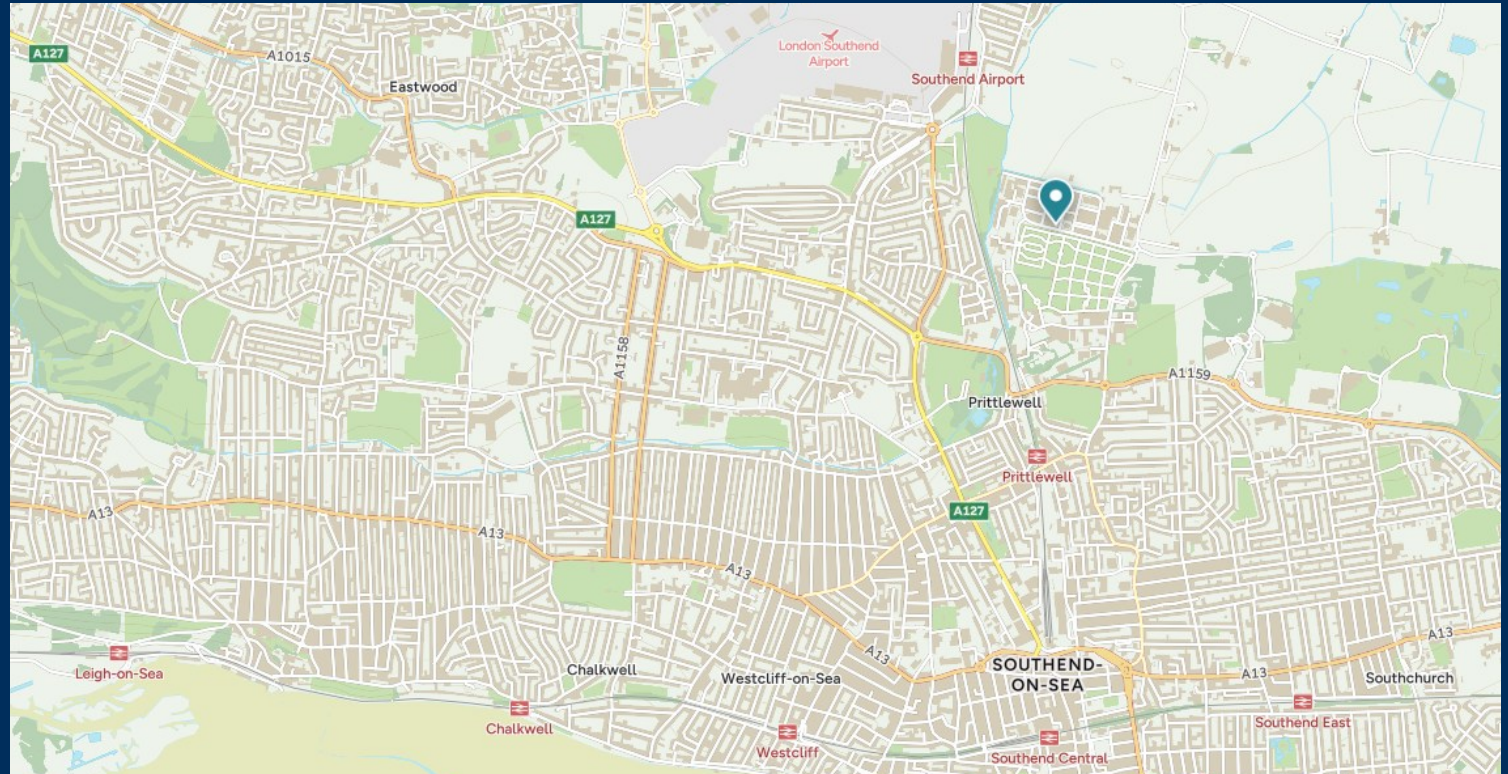 A127
A1015
Eastwood
London Southend
Airport
Southend Airport
A127
A1158
Prittlewell
A1159
Prittlewell
A127
A13
A13
A13
A13
Leigh-on-Sea
Chalkwell
Chalkwell
Westcliff-on-Sea
Westcliff
SOUTHEND-
ON-SEA
Southend Central
A13
A13
Southchurch
Southend East